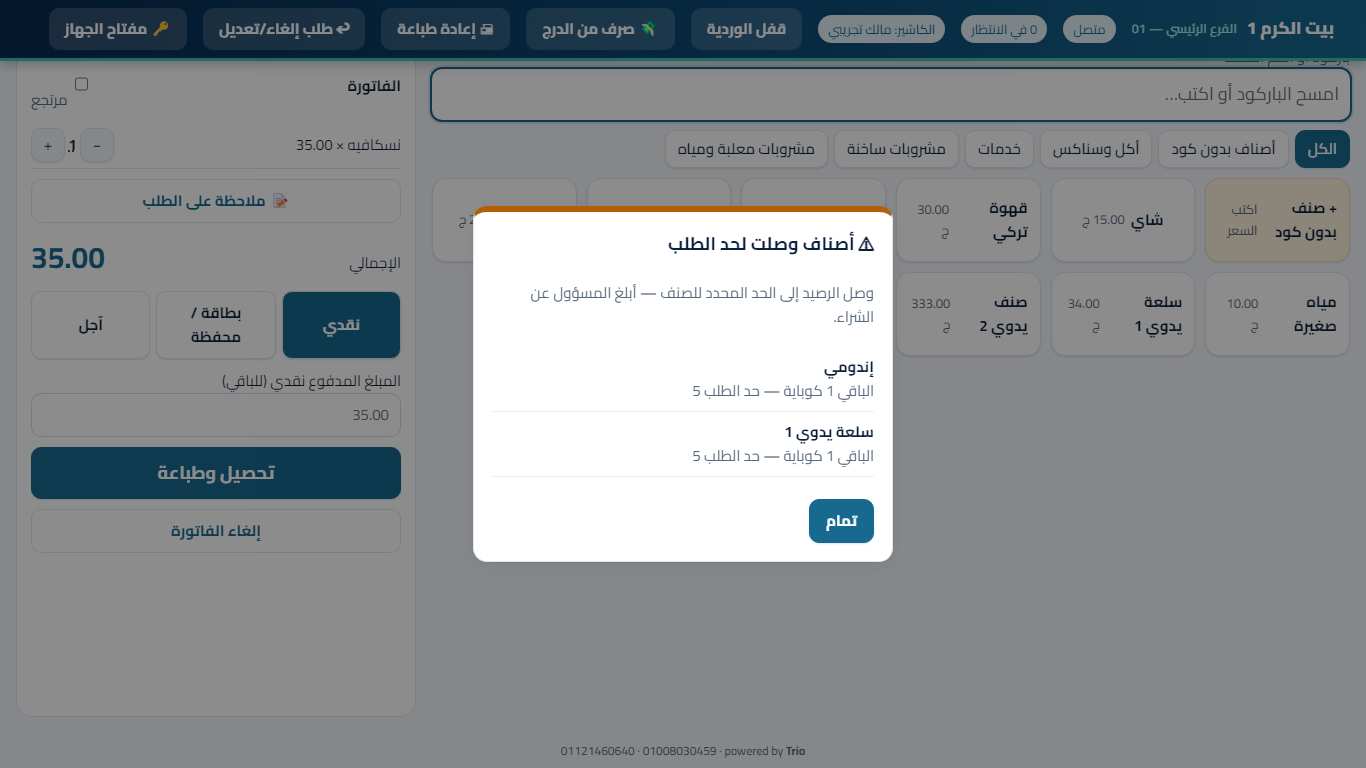 بيت الكرم 1
الفرع الرئيسي — 01
متصل
0 في الانتظار
الكاشير: مالك تجريبي
قفل الوردية
💸 صرف من الدرج
🖨 إعادة طباعة
↩ طلب إلغاء/تعديل
🔑 مفتاح الجهاز
امسح الباركود أو اكتب...
الكل
أصناف بدون كود
أكل وسناكس
خدمات
مشروبات ساخنة
مشروبات معلبة ومياه
+ صنف بدون كود
اكتب السعر
شاي
15.00 ج
قهوة تركي
30.00 ج
مياه صغيرة
10.00 ج
سلعة يدوي 1
34.00 ج
صنف يدوي 2
333.00 ج
⚠ أصناف وصلت لحد الطلب
وصل الرصيد إلى الحد المحدد للصنف — أبلغ المسؤول عن
الشراء.
إندومي
الباقي 1 كوباية — حد الطلب 5
سلعة يدوي 1
الباقي 1 كوباية — حد الطلب 5
تمام
الفاتورة
مرتجع
نسكافيه × 35.00
− 1 +
📝 ملاحظة على الطلب
الإجمالي
35.00
نقدي
بطاقة / محفظة
آجل
المبلغ المدفوع نقدي (للباقي)
35.00
تحصيل وطباعة
إلغاء الفاتورة
01121460640 · 01008030459 · powered by Trio